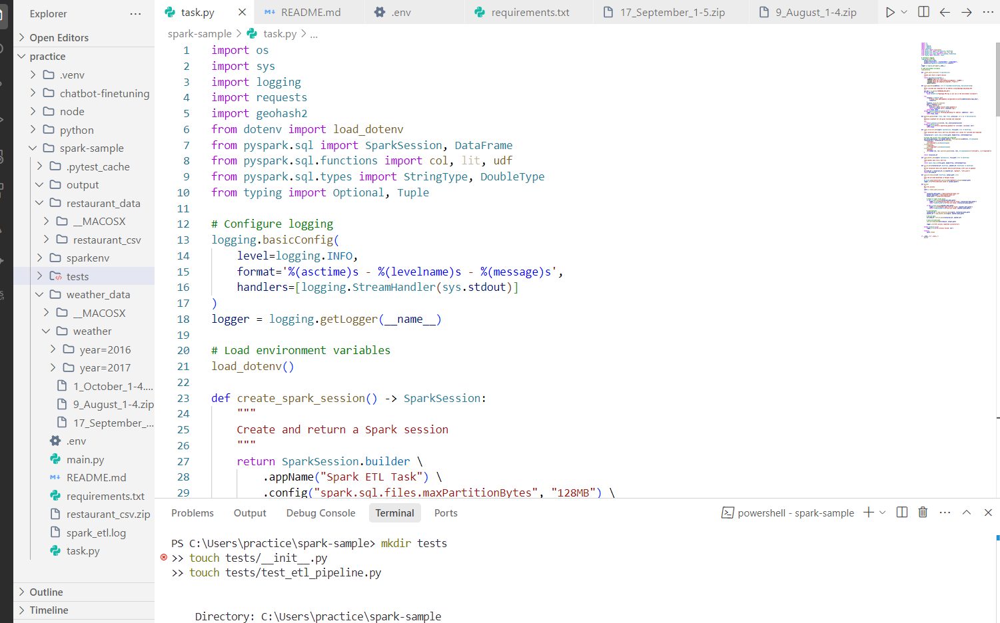 Explorer
Open Editors
practice
.venv
chatbot-finetuning
node
python
spark-sample
.pytest_cache
output
restaurant_data
__MACOSX
restaurant_csv
sparkenv
tests
weather_data
__MACOSX
weather
year=2016
year=2017
1_October_1-4....
9_August_1-4.zip
17_September_...
.env
main.py
README.md
requirements.txt
restaurant_csv.zip
spark_etl.log
task.py
Outline
Timeline
task.py README.md .env requirements.txt 17_September_1-5.zip 9_August_1-4.zip
spark-sample > task.py > ...
1 import os
2 import sys
3 import logging
4 import requests
5 import geohash2
6 from dotenv import load_dotenv
7 from pyspark.sql import SparkSession, DataFrame
8 from pyspark.sql.functions import col, lit, udf
9 from pyspark.sql.types import StringType, DoubleType
10 from typing import Optional, Tuple
11
12 # Configure logging
13 logging.basicConfig(
14     level=logging.INFO,
15     format='%(asctime)s - %(levelname)s - %(message)s',
16     handlers=[logging.StreamHandler(sys.stdout)]
17 )
18 logger = logging.getLogger(__name__)
19
20 # Load environment variables
21 load_dotenv()
22
23 def create_spark_session() -> SparkSession:
24     """
25     Create and return a Spark session
26     """
27     return SparkSession.builder \
28         .appName("Spark ETL Task") \
29         .config("spark.sql.files.maxPartitionBytes", "128MB") \
Problems Output Debug Console Terminal Ports
powershell - spark-sample
PS C:\Users\practice\spark-sample> mkdir tests
>> touch tests/__init__.py
>> touch tests/test_etl_pipeline.py
Directory: C:\Users\practice\spark-sample